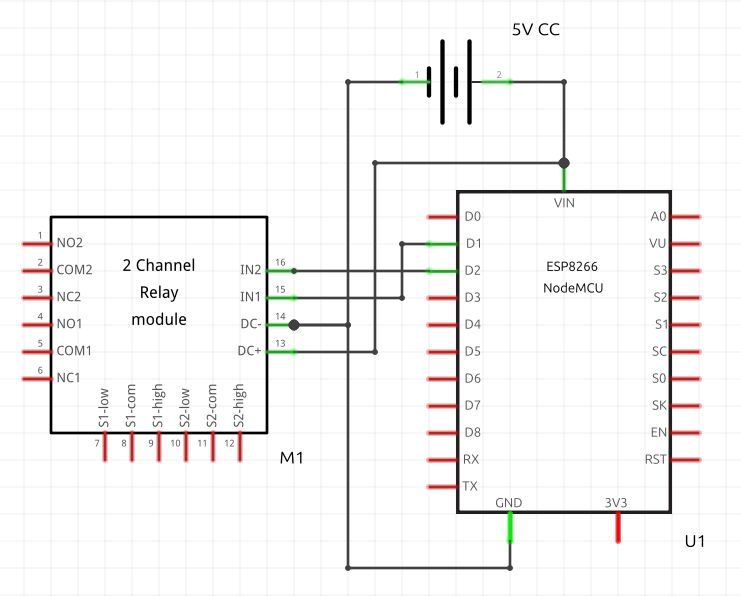 5V CC
1
2
VIN
D0
D1
D2
D3
D4
D5
D6
D7
D8
RX
TX
ESP8266
NodeMCU
A0
VU
S3
S2
S1
SC
S0
SK
EN
RST
GND
3V3
U1
1
NO2
2
COM2
3
NC2
4
NO1
5
COM1
6
NC1
2 Channel
Relay
module
IN2
16
IN1
15
DC-
14
DC+
13
S1-low
S1-com
S1-high
S2-low
S2-com
S2-high
7
8
9
10
11
12
M1